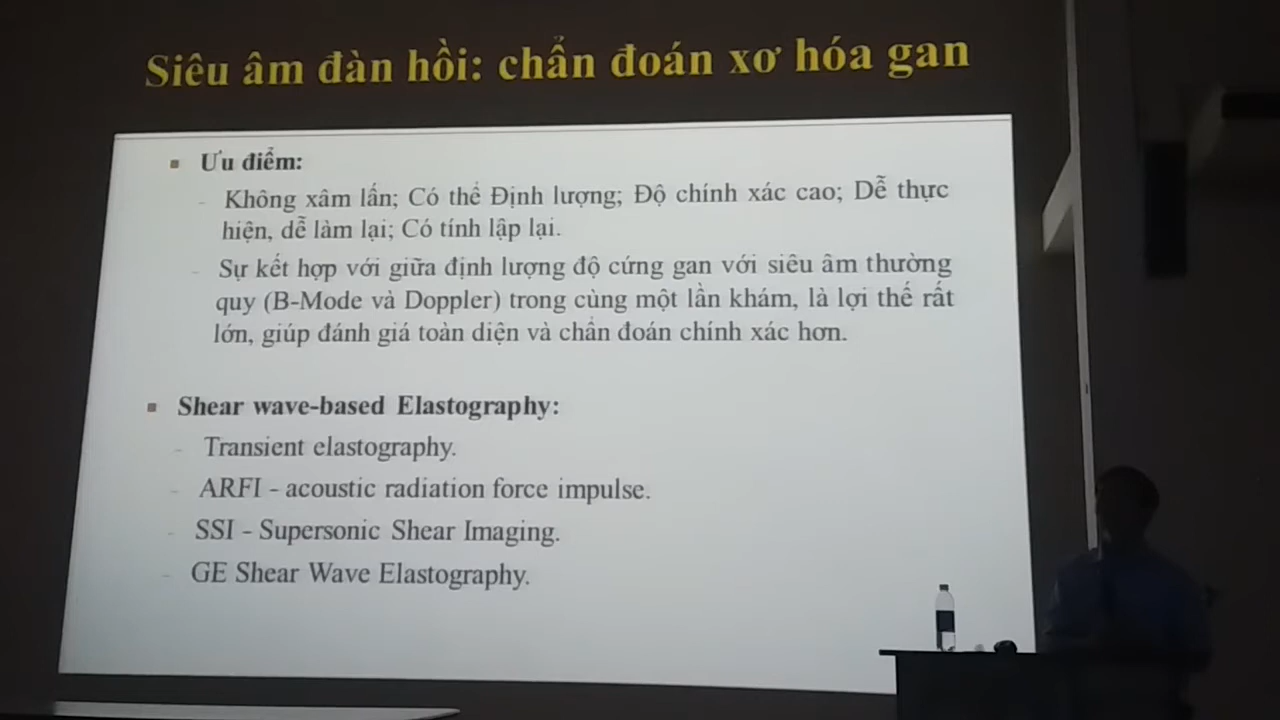 Siêu âm đàn hồi: chẩn đoán xơ hóa gan
▪ Ưu điểm:
- Không xâm lấn; Có thể Định lượng; Độ chính xác cao; Dễ thực
hiện, dễ làm lại; Có tính lập lại.
- Sự kết hợp với giữa định lượng độ cứng gan với siêu âm thường
quy (B-Mode và Doppler) trong cùng một lần khám, là lợi thế rất
lớn, giúp đánh giá toàn diện và chẩn đoán chính xác hơn.
▪ Shear wave-based Elastography:
- Transient elastography.
- ARFI - acoustic radiation force impulse.
- SSI - Supersonic Shear Imaging.
- GE Shear Wave Elastography.